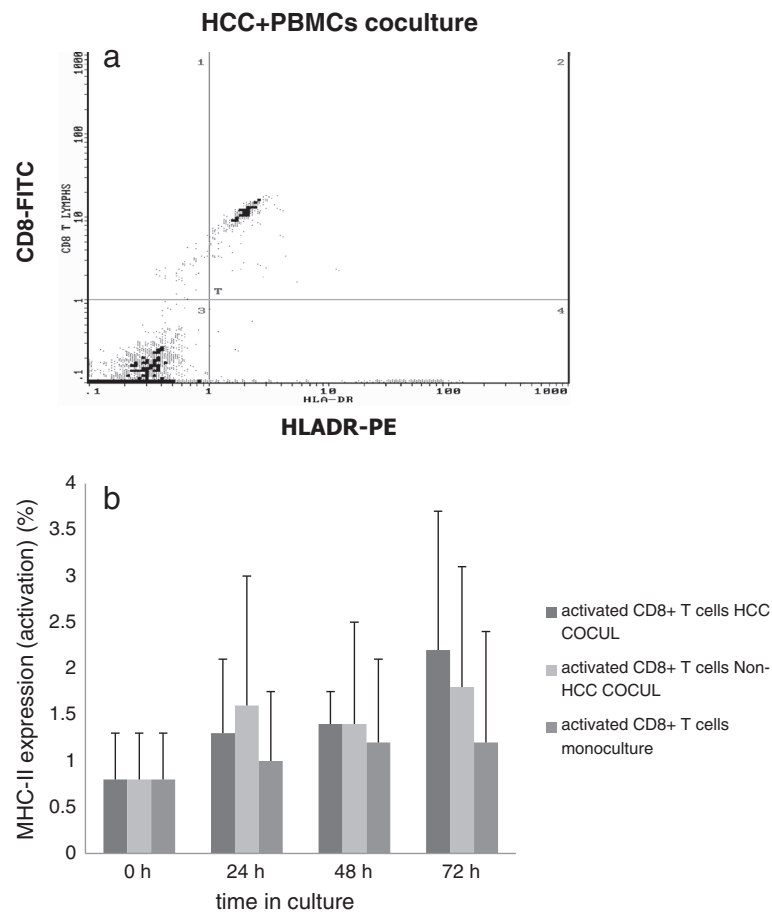 HCC+PBMCs coculture
a
1
2
3
4
T
1000
100
10
1
.1
CD8-FITC
CD8 T LYMPHS
.1
1
10
100
1000
HLA-DR
HLADR-PE
b
MHC-II expression (activation) (%)
4
3.5
3
2.5
2
1.5
1
0.5
0
0 h
24 h
48 h
72 h
time in culture
activated CD8+ T cells HCC
COCUL
activated CD8+ T cells Non-
HCC COCUL
activated CD8+ T cells
monoculture